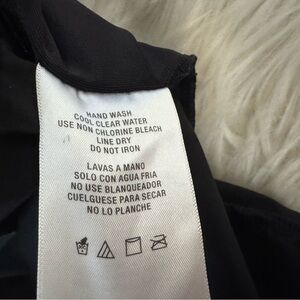 HAND WASH
COOL CLEAR WATER
USE NON CHLORINE BLEACH
LINE DRY
DO NOT IRON
LAVAS A MANO
SOLO CON AGUA FRIA
NO USE BLANQUEADOR
CUELGUESE PARA SECAR
NO LO PLANCHE